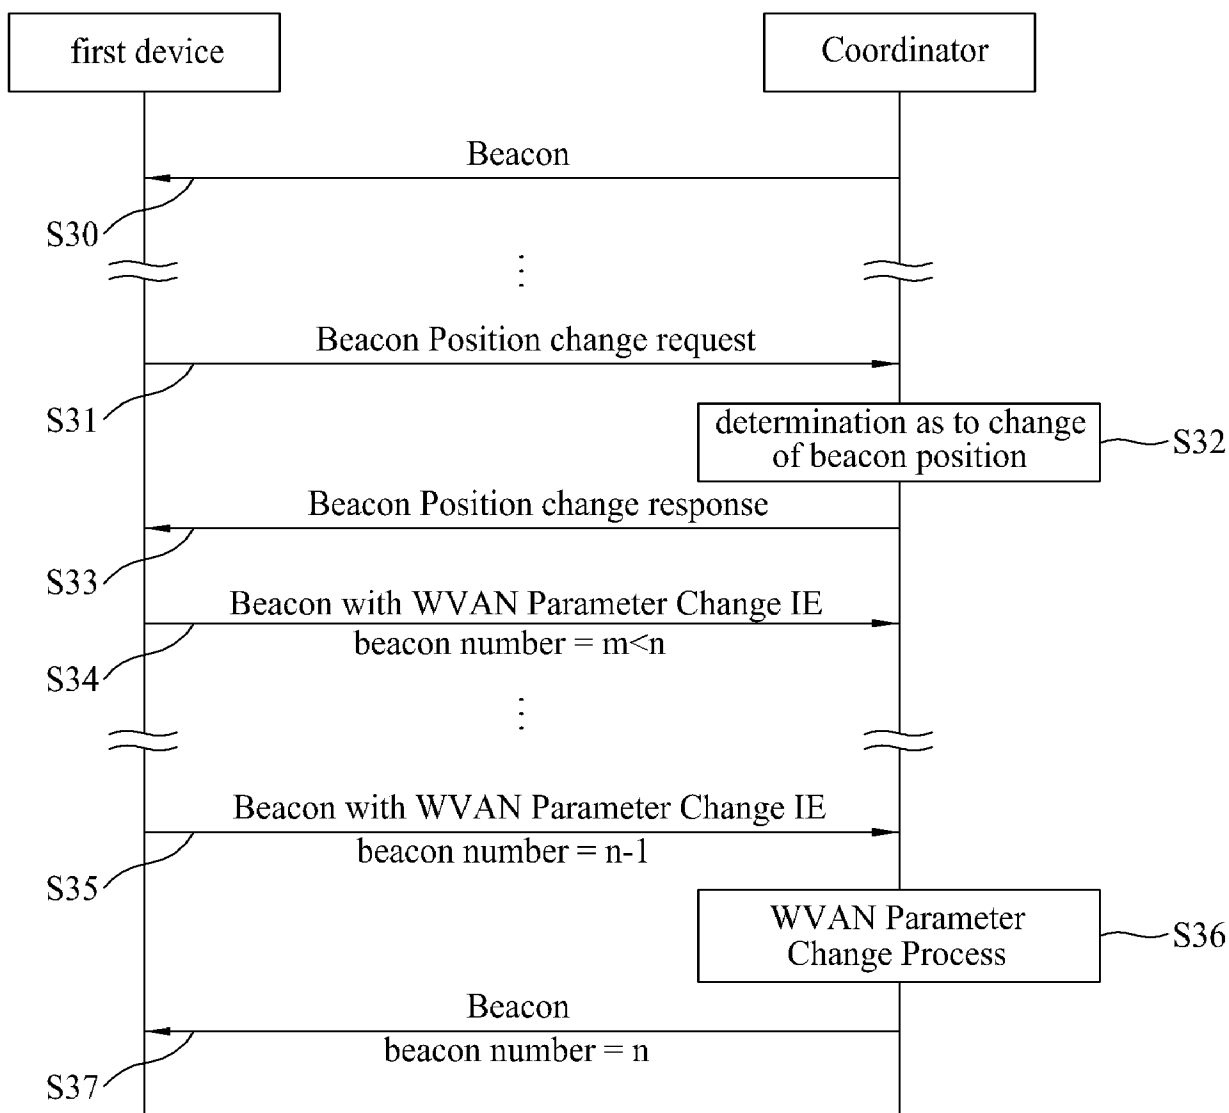 first device
Coordinator
Beacon
S30
Beacon Position change request
S31
determination as to change
of beacon position
S32
Beacon Position change response
S33
Beacon with WVAN Parameter Change IE
beacon number = m<n
S34
Beacon with WVAN Parameter Change IE
beacon number = n-1
S35
WVAN Parameter
Change Process
S36
Beacon
beacon number = n
S37